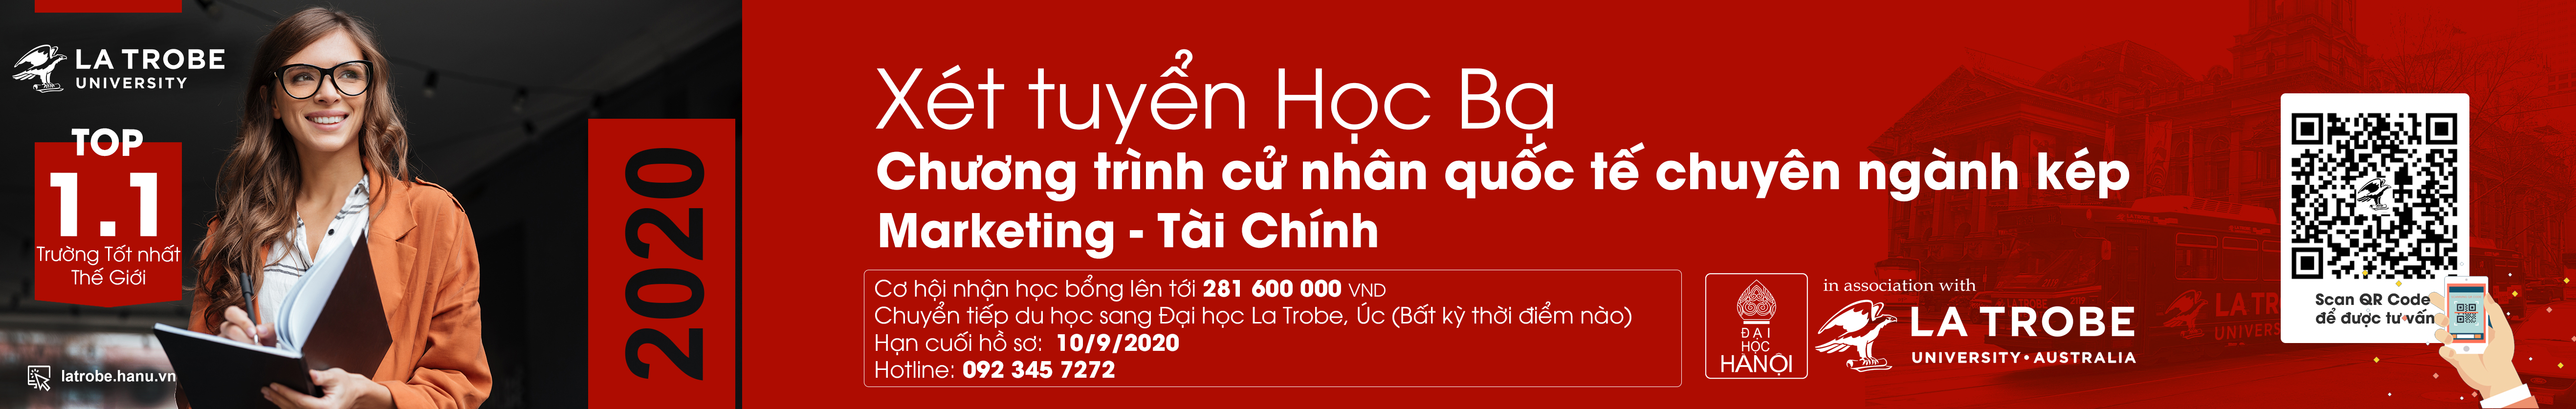 LA TROBE
UNIVERSITY
TOP
1.1
Trường Tốt nhất
Thế Giới
latrobe.hanu.vn
2020
Xét tuyển Học Bạ
Chương trình cử nhân quốc tế chuyên ngành kép
Marketing - Tài Chính
Cơ hội nhận học bổng lên tới 281 600 000 VND
Chuyển tiếp du học sang Đại học La Trobe, Úc (Bất kỳ thời điểm nào)
Hạn cuối hồ sơ: 10/9/2020
Hotline: 092 345 7272
ĐẠI
HỌC
HÀNỘI
in association with
LA TROBE
UNIVERSITY • AUSTRALIA
LA TROBE
UNIVERSITY
Scan QR Code
để được tư vấn